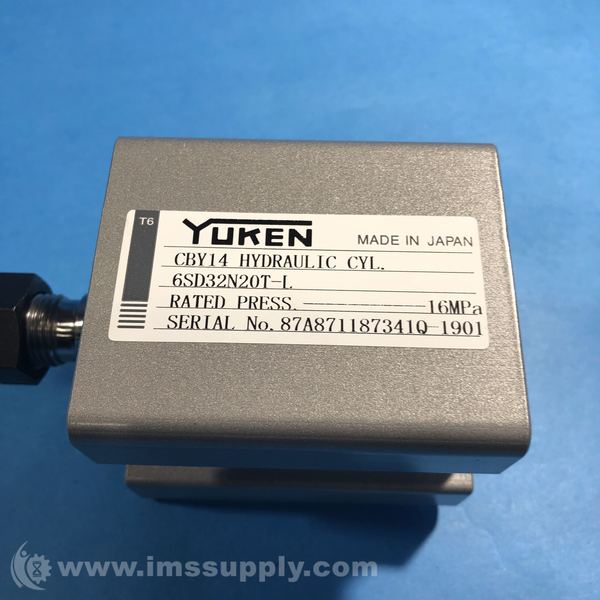 T6
YUKEN MADE IN JAPAN
CBY14 HYDRAULIC CYL.
6SD32N20T-L
RATED PRESS. 16MPa
SERIAL No. 87A871187341Q-1901
www.imssupply.com